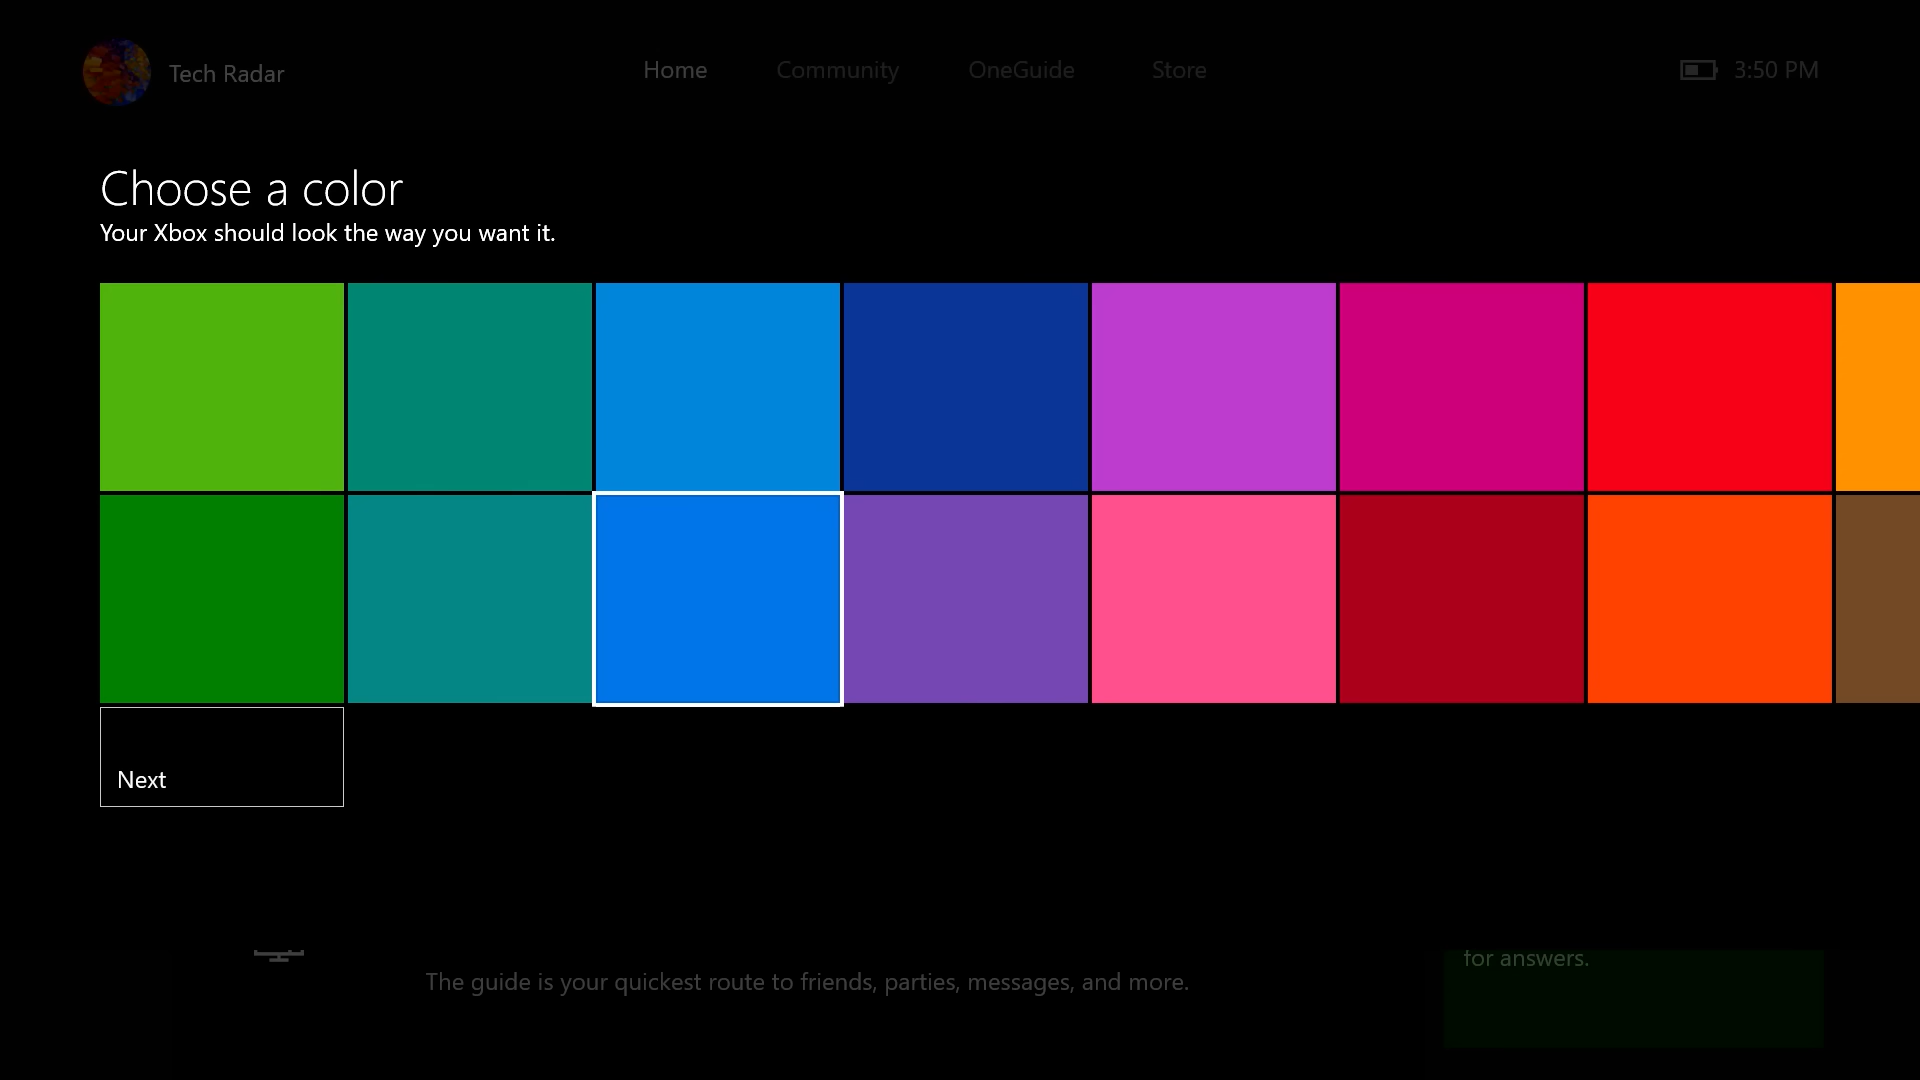 Tech Radar
Home
Community
OneGuide
Store
3:50 PM
Choose a color
Your Xbox should look the way you want it.
Next
for answers.
The guide is your quickest route to friends, parties, messages, and more.